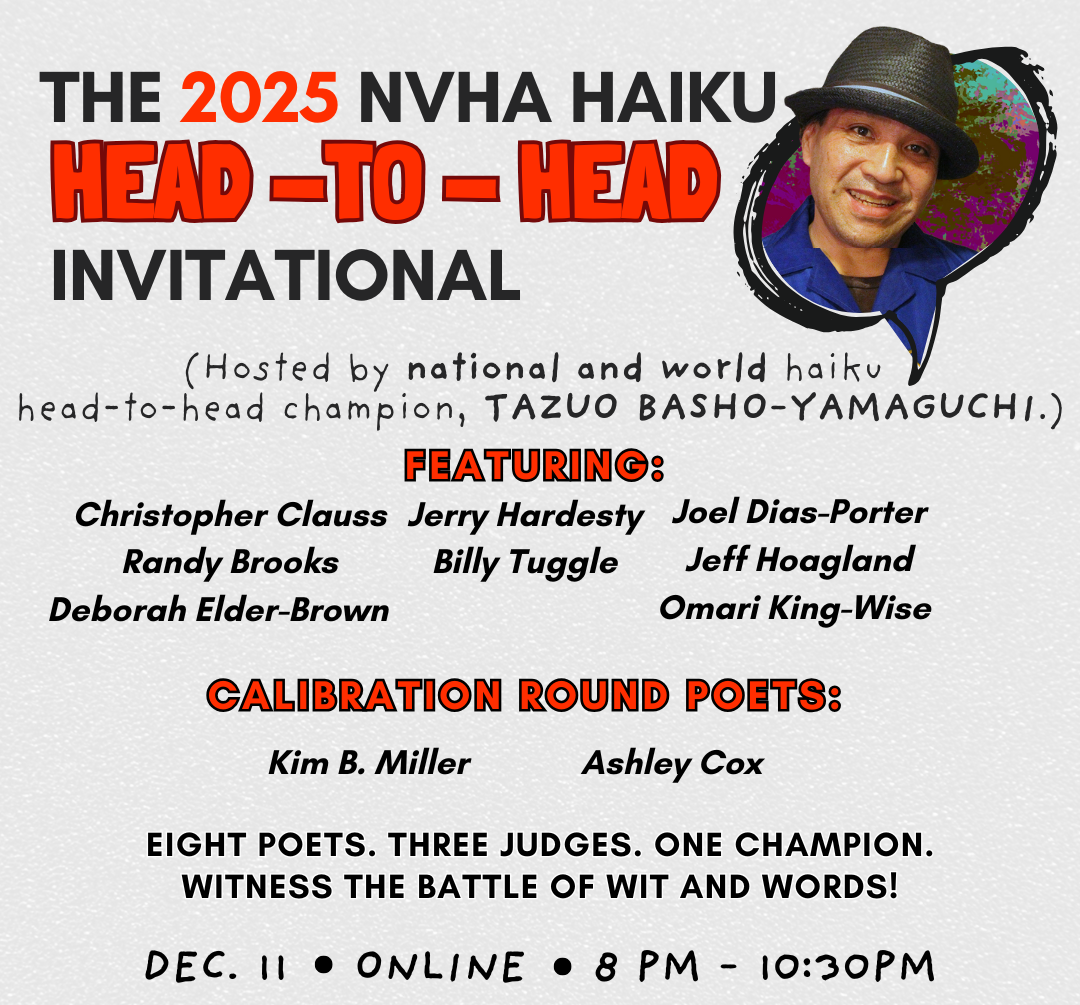 THE 2025 NVHA HAIKU
HEAD -TO - HEAD
INVITATIONAL
(Hosted by national and world haiku
head-to-head champion, TAZUO BASHO-YAMAGUCHI.)
FEATURING:
Christopher Clauss Jerry Hardesty Joel Dias-Porter
Randy Brooks Billy Tuggle Jeff Hoagland
Deborah Elder-Brown Omari King-Wise
CALIBRATION ROUND POETS:
Kim B. Miller Ashley Cox
EIGHT POETS. THREE JUDGES. ONE CHAMPION.
WITNESS THE BATTLE OF WIT AND WORDS!
DEC. 11 • ONLINE • 8 PM - 10:30PM